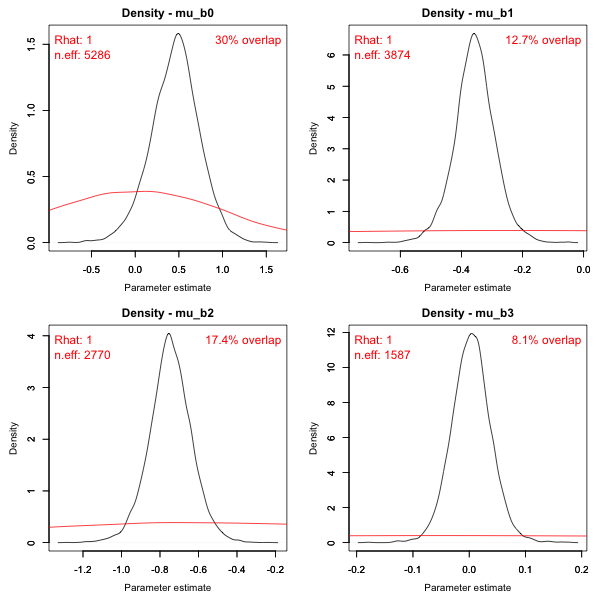 Density - mu_b0
Rhat: 1
30% overlap
n.eff: 5286
Density
0.0 0.5 1.0 1.5
-0.5 0.0 0.5 1.0 1.5
Parameter estimate
Density - mu_b1
Rhat: 1
12.7% overlap
n.eff: 3874
Density
0 1 2 3 4 5 6
-0.6 -0.4 -0.2 0.0
Parameter estimate
Density - mu_b2
Rhat: 1
17.4% overlap
n.eff: 2770
Density
0 1 2 3 4
-1.2 -1.0 -0.8 -0.6 -0.4 -0.2
Parameter estimate
Density - mu_b3
Rhat: 1
8.1% overlap
n.eff: 1587
Density
0 2 4 6 8 10 12
-0.2 -0.1 0.0 0.1 0.2
Parameter estimate